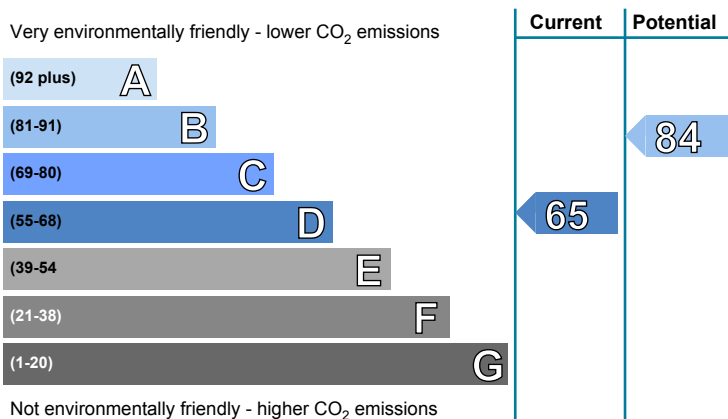 Current Potential
Very environmentally friendly - lower CO2 emissions
(92 plus) A
(81-91) B
84
(69-80) C
(55-68) D
65
(39-54 E
(21-38) F
(1-20) G
Not environmentally friendly - higher CO2 emissions